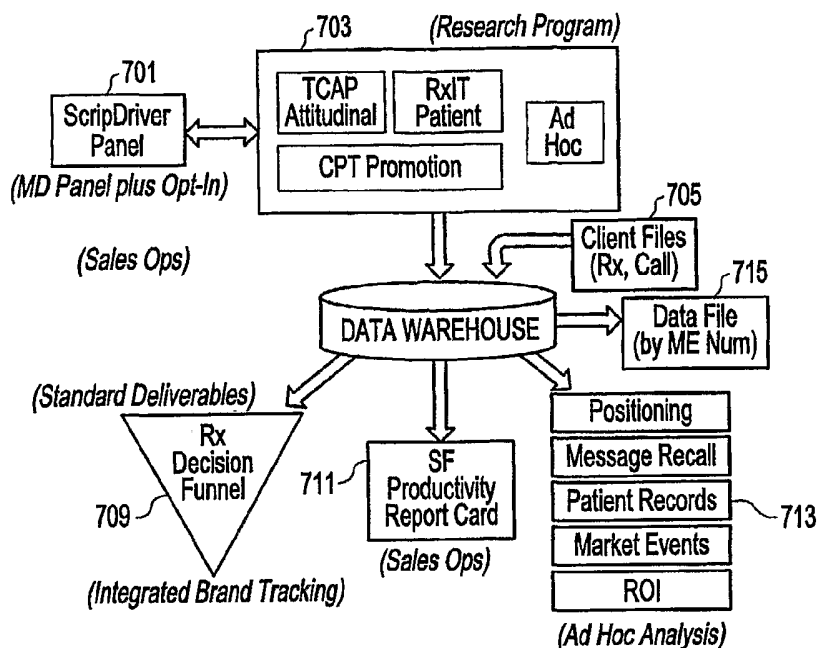 703
(Research Program)
701
ScripDriver
Panel
(MD Panel plus Opt-In)
TCAP
Attitudinal
RxIT
Patient
Ad
Hoc
CPT Promotion
(Sales Ops)
705
Client Files
(Rx, Call)
715
Data File
(by ME Num)
DATA WAREHOUSE
(Standard Deliverables)
Rx
Decision
Funnel
709
(Integrated Brand Tracking)
711
SF
Productivity
Report Card
(Sales Ops)
Positioning
Message Recall
Patient Records
713
Market Events
ROI
(Ad Hoc Analysis)